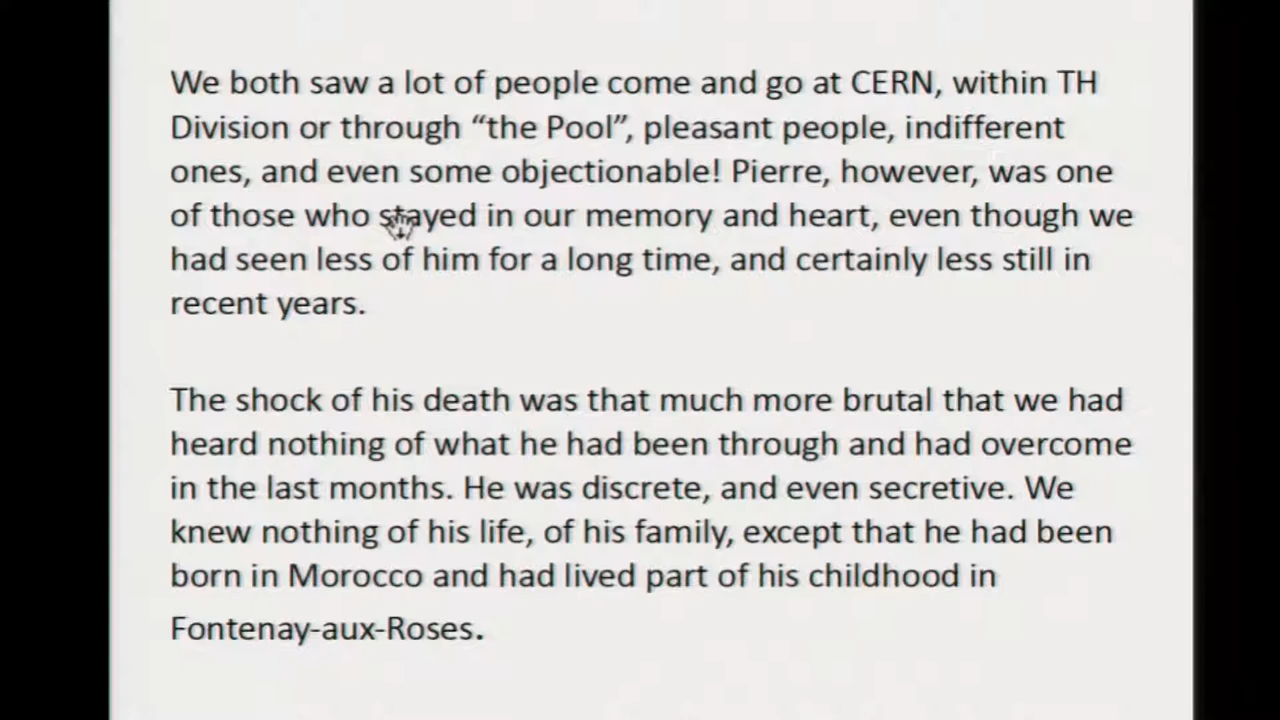 We both saw a lot of people come and go at CERN, within TH
Division or through “the Pool”, pleasant people, indifferent
ones, and even some objectionable! Pierre, however, was one
of those who stayed in our memory and heart, even though we
had seen less of him for a long time, and certainly less still in
recent years.
The shock of his death was that much more brutal that we had
heard nothing of what he had been through and had overcome
in the last months. He was discrete, and even secretive. We
knew nothing of his life, of his family, except that he had been
born in Morocco and had lived part of his childhood in
Fontenay-aux-Roses.